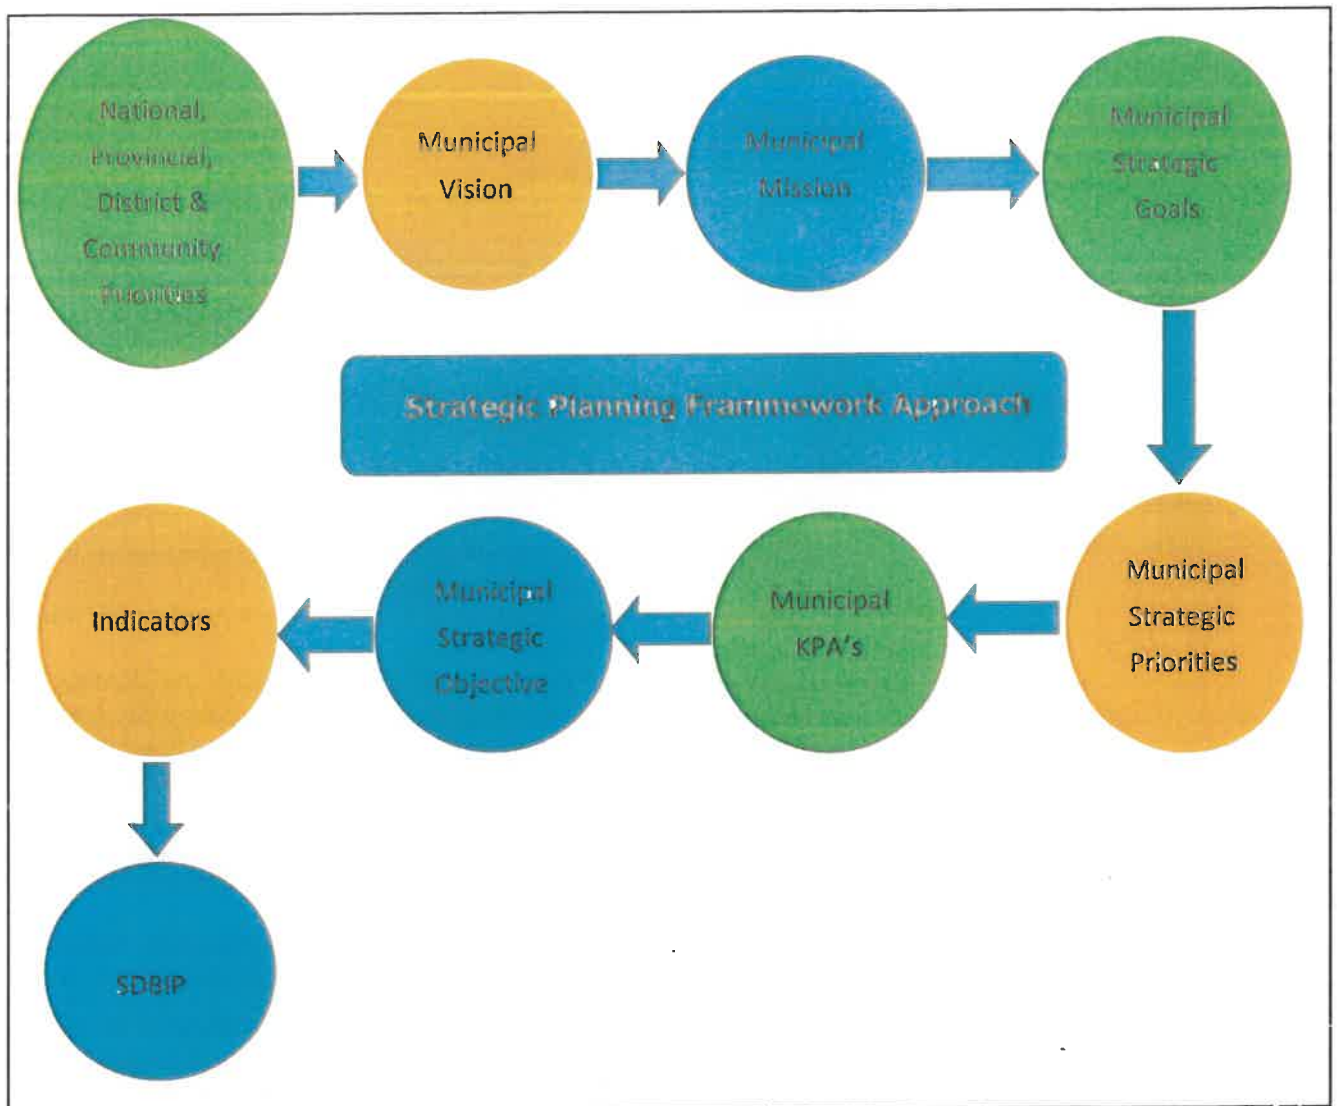 National,
Provincial,
District &
Community
Priorities
Municipal
Vision
Municipal
Mission
Municipal
Strategic
Goals
Strategic Planning Frammework Approach
Municipal
Strategic
Priorities
Municipal
KPA's
Municipal
Strategic
Objective
Indicators
SDBIP